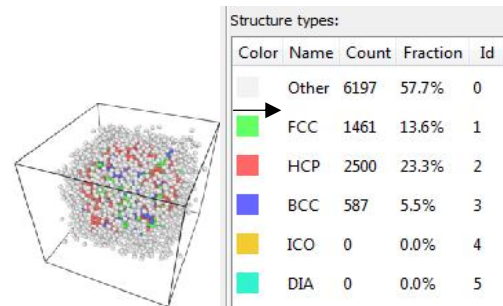 Structure types:
Color Name Count Fraction Id
Other 6197 57.7% 0
FCC 1461 13.6% 1
HCP 2500 23.3% 2
BCC 587 5.5% 3
ICO 0 0.0% 4
DIA 0 0.0% 5